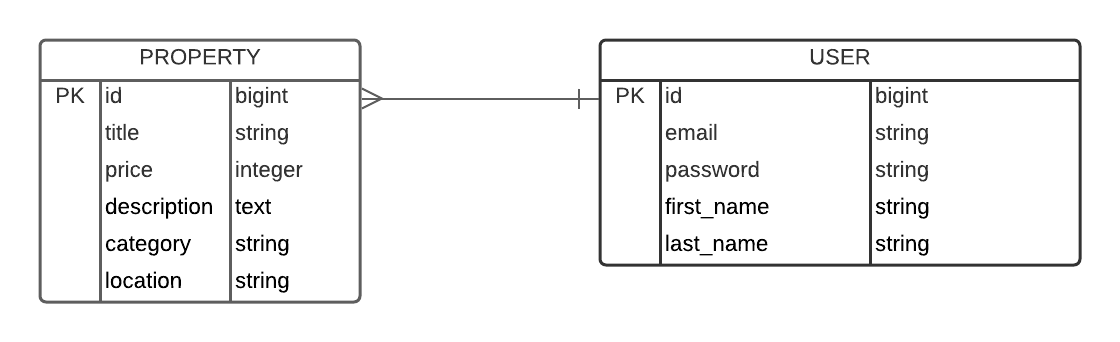 PROPERTY
PK id bigint
title string
price integer
description text
category string
location string
USER
PK id bigint
email string
password string
first_name string
last_name string